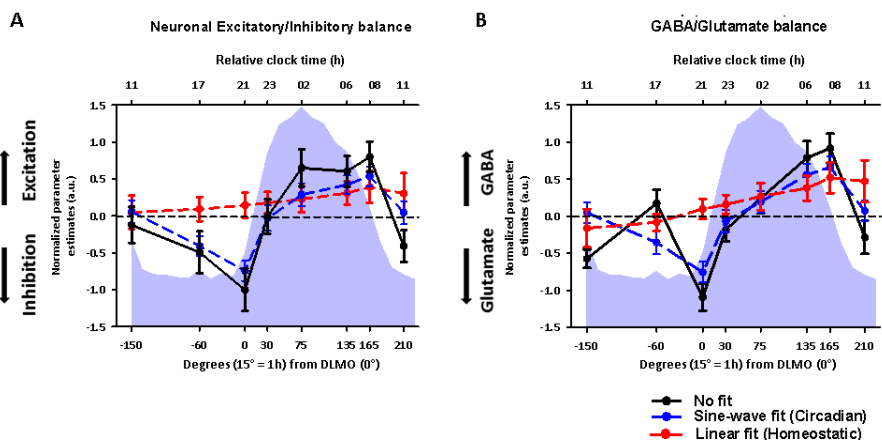 A
Neuronal Excitatory/Inhibitory balance
Relative clock time (h)
11 17 21 23 02 06 08 11
Excitation
Inhibition
Normalized parameter
estimates (a.u.)
1.5
1.0
0.5
0.0
-0.5
-1.0
-1.5
-150 -60 0 30 75 135 165 210
Degrees (15° = 1h) from DLMO (0°)
B
GABA/Glutamate balance
Relative clock time (h)
11 17 21 23 02 06 08 11
GABA
Glutamate
Normalized parameter
estimates (a.u.)
1.5
1.0
0.5
0.0
-0.5
-1.0
-1.5
-150 -60 0 30 75 135 165 210
Degrees (15° = 1h) from DLMO (0°)
No fit
Sine-wave fit (Circadian)
Linear fit (Homeostatic)